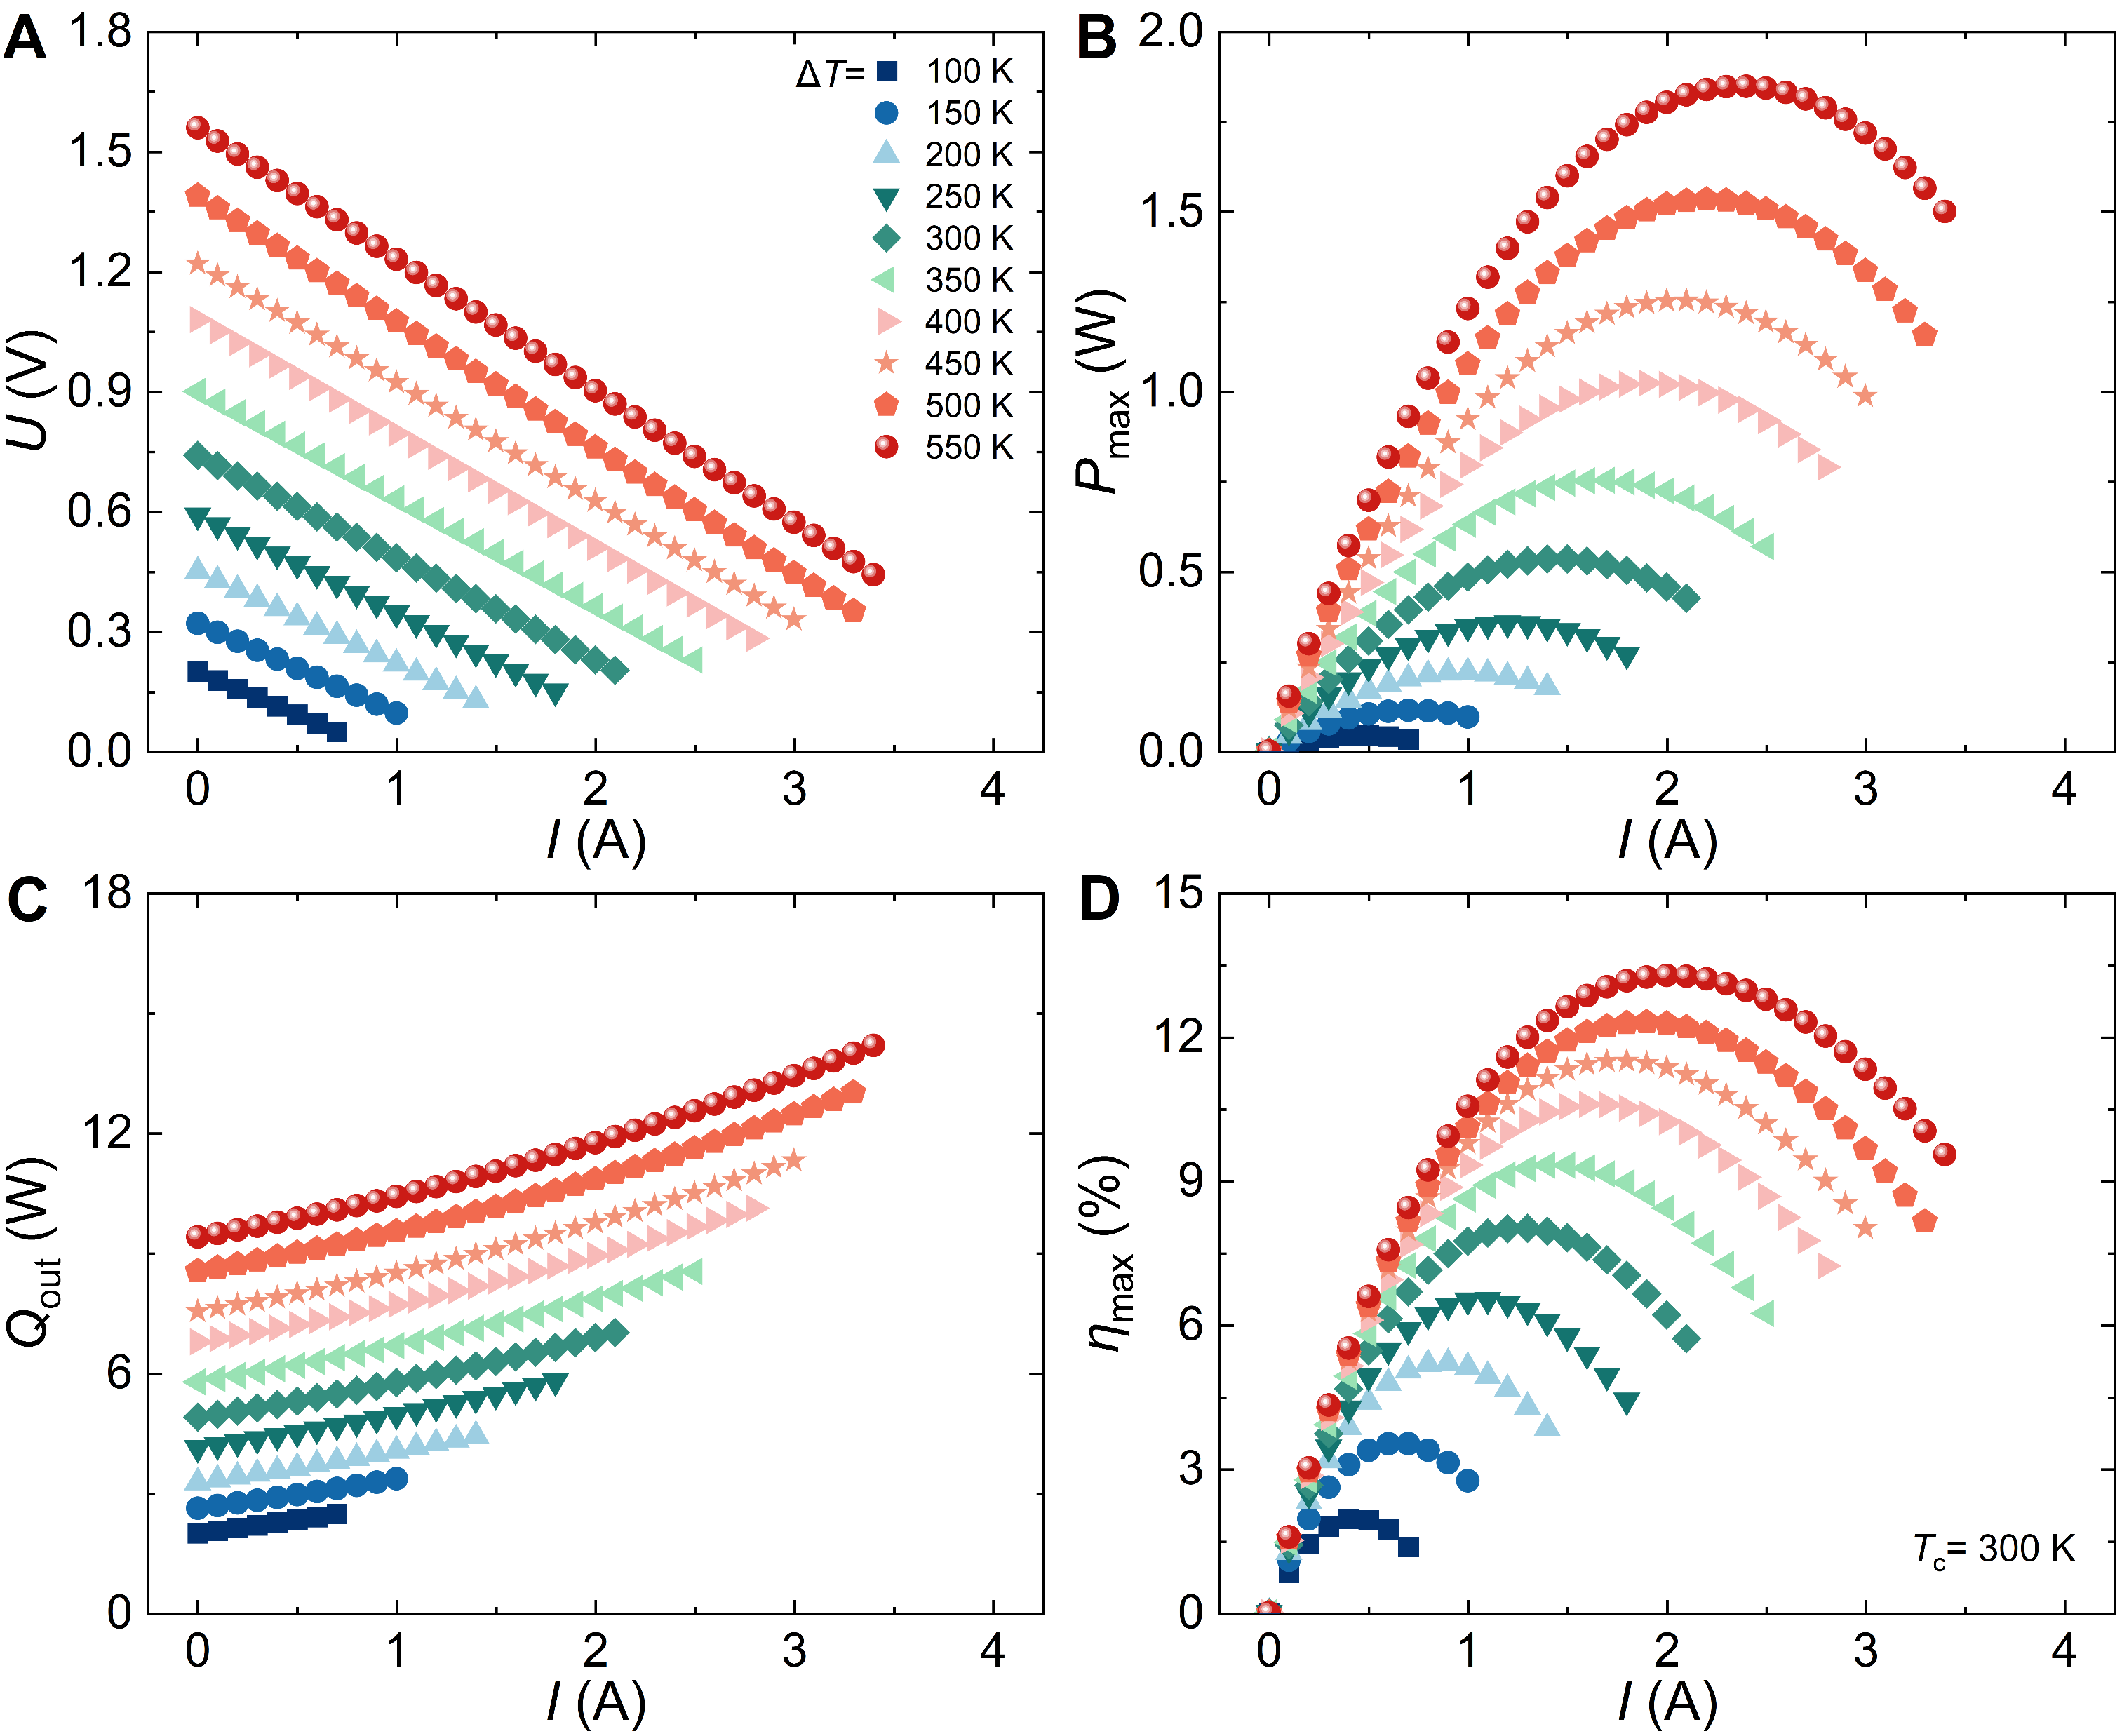 A
1.8
1.5
1.2
0.9
0.6
0.3
0.0
U (V)
0 1 2 3 4
I (A)
ΔT= 100 K
150 K
200 K
250 K
300 K
350 K
400 K
450 K
500 K
550 K
B
2.0
1.5
1.0
0.5
0.0
Pmax (W)
0 1 2 3 4
I (A)
C
18
12
6
0
Qout (W)
0 1 2 3 4
I (A)
D
15
12
9
6
3
0
ηmax (%)
Tc= 300 K
0 1 2 3 4
I (A)